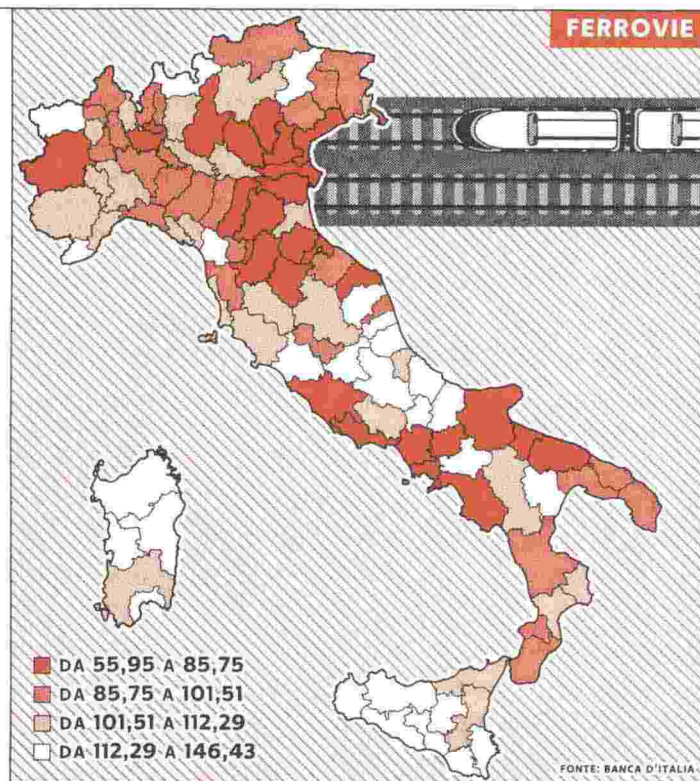 FERROVIE
DA 55,95 A 85,75
DA 85,75 A 101,51
DA 101,51 A 112,29
DA 112,29 A 146,43
FONTE: BANCA D'ITALIA